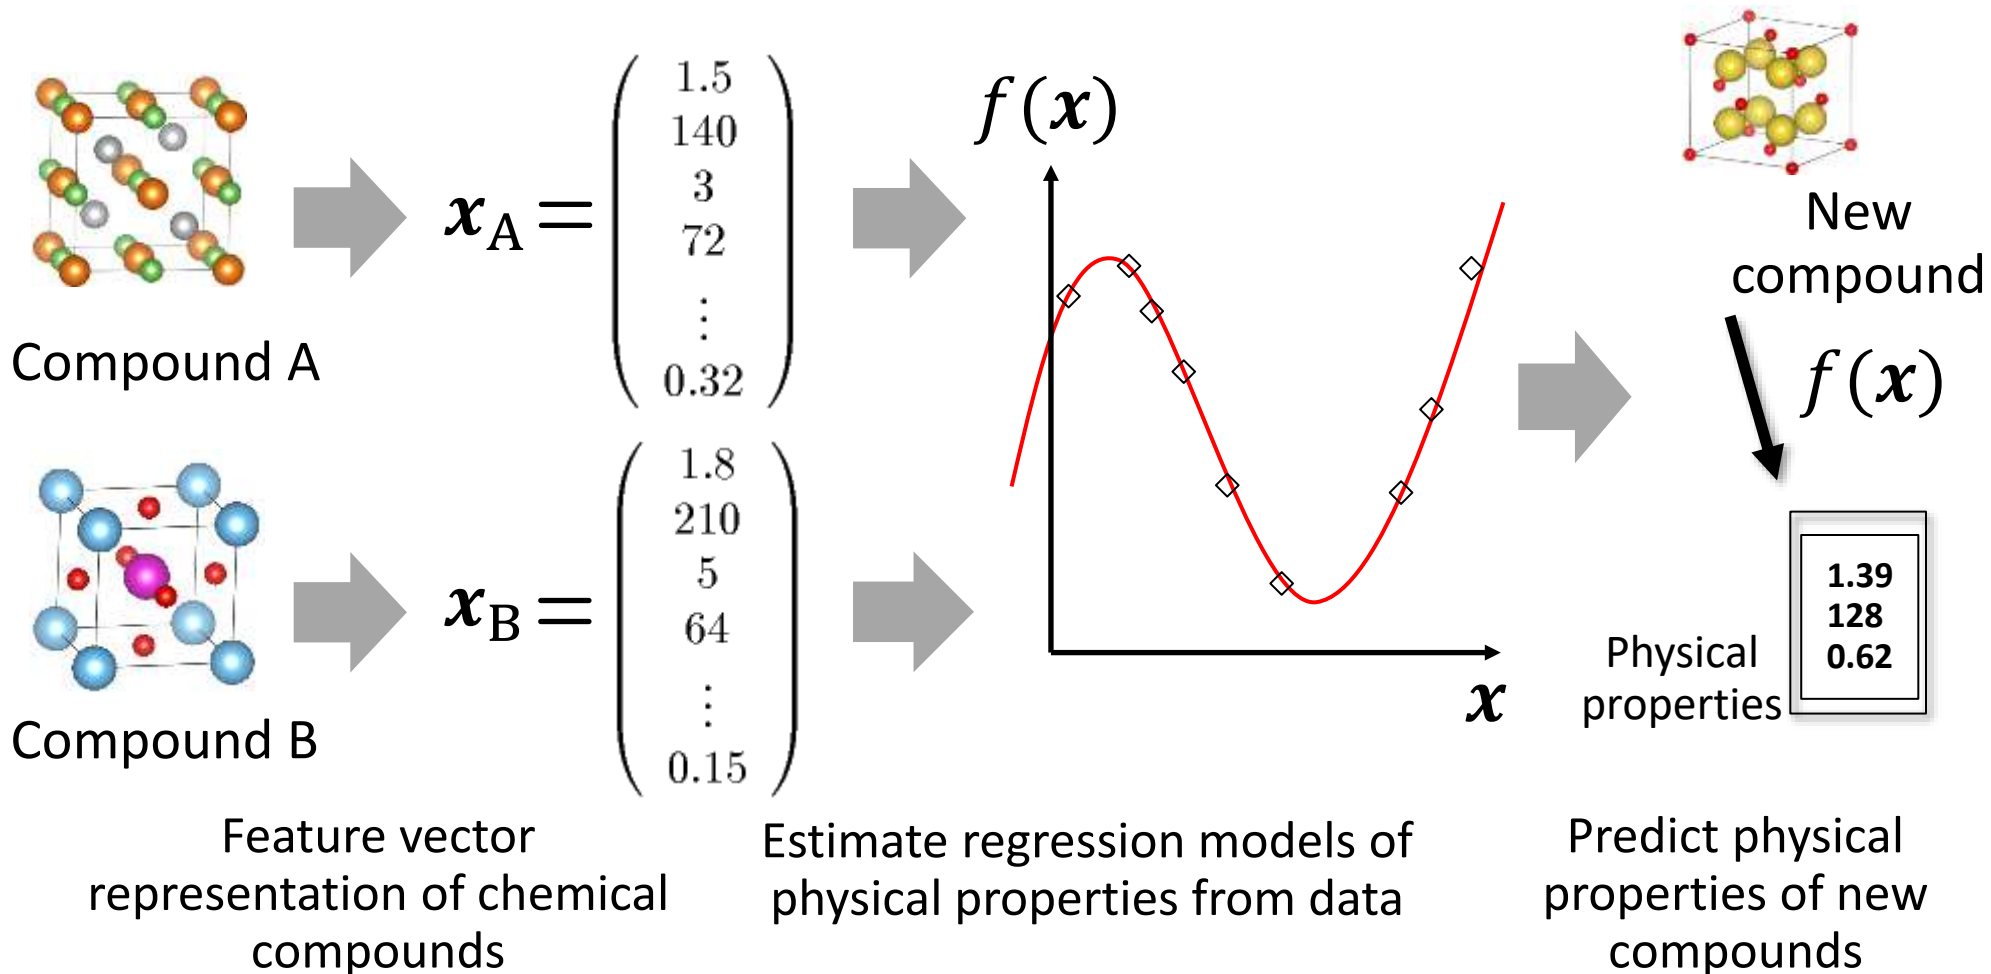 Compound A
x_A =
1.5
140
3
72
⋮
0.32
Compound B
x_B =
1.8
210
5
64
⋮
0.15
Feature vector
representation of chemical
compounds
f(x)
x
Estimate regression models of
physical properties from data
New
compound
f(x)
Physical
properties
1.39
128
0.62
Predict physical
properties of new
compounds